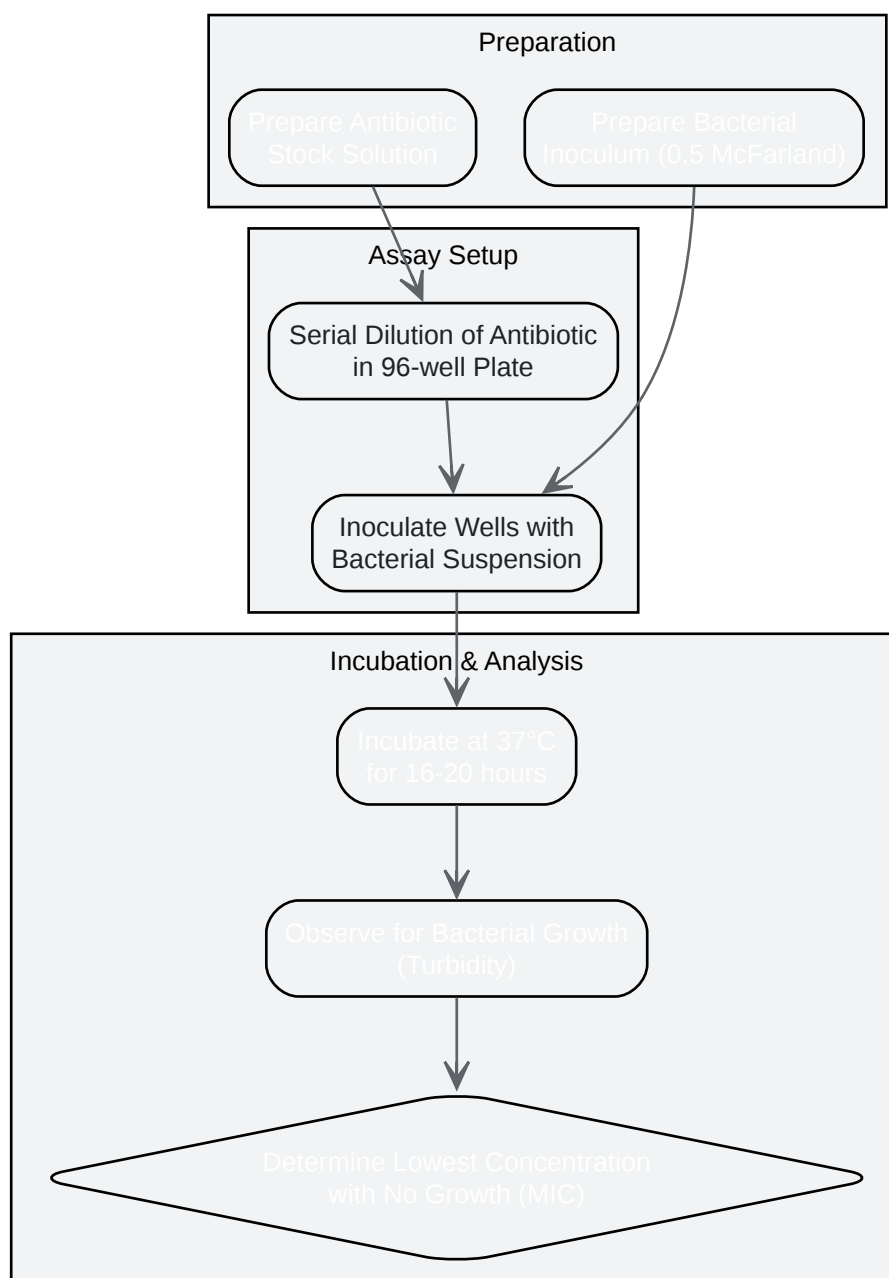 Preparation
Prepare Antibiotic
Stock Solution
Prepare Bacterial
Inoculum (0.5 McFarland)
Assay Setup
Serial Dilution of Antibiotic
in 96-well Plate
Inoculate Wells with
Bacterial Suspension
Incubation & Analysis
Incubate at 37°C
for 16-20 hours
Observe for Bacterial Growth
(Turbidity)
Determine Lowest Concentration
with No Growth (MIC)